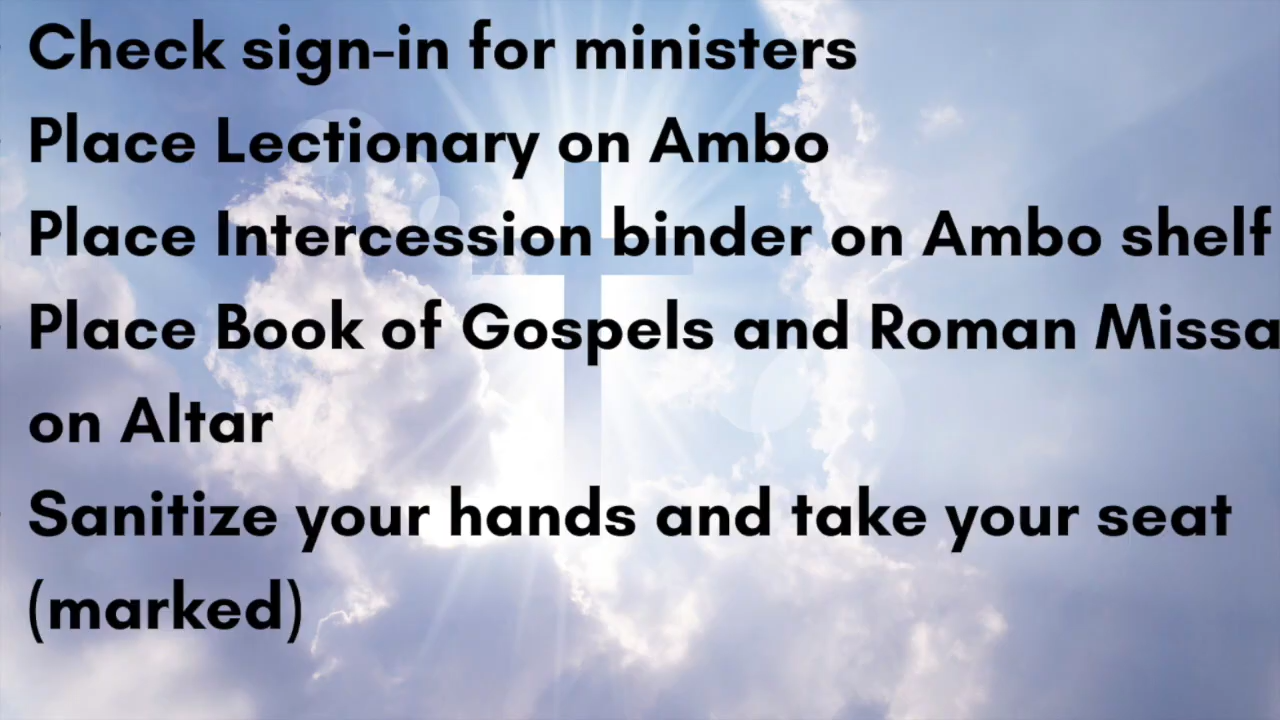 Check sign-in for ministers
Place Lectionary on Ambo
Place Intercession binder on Ambo shelf
Place Book of Gospels and Roman Missa
on Altar
Sanitize your hands and take your seat
(marked)